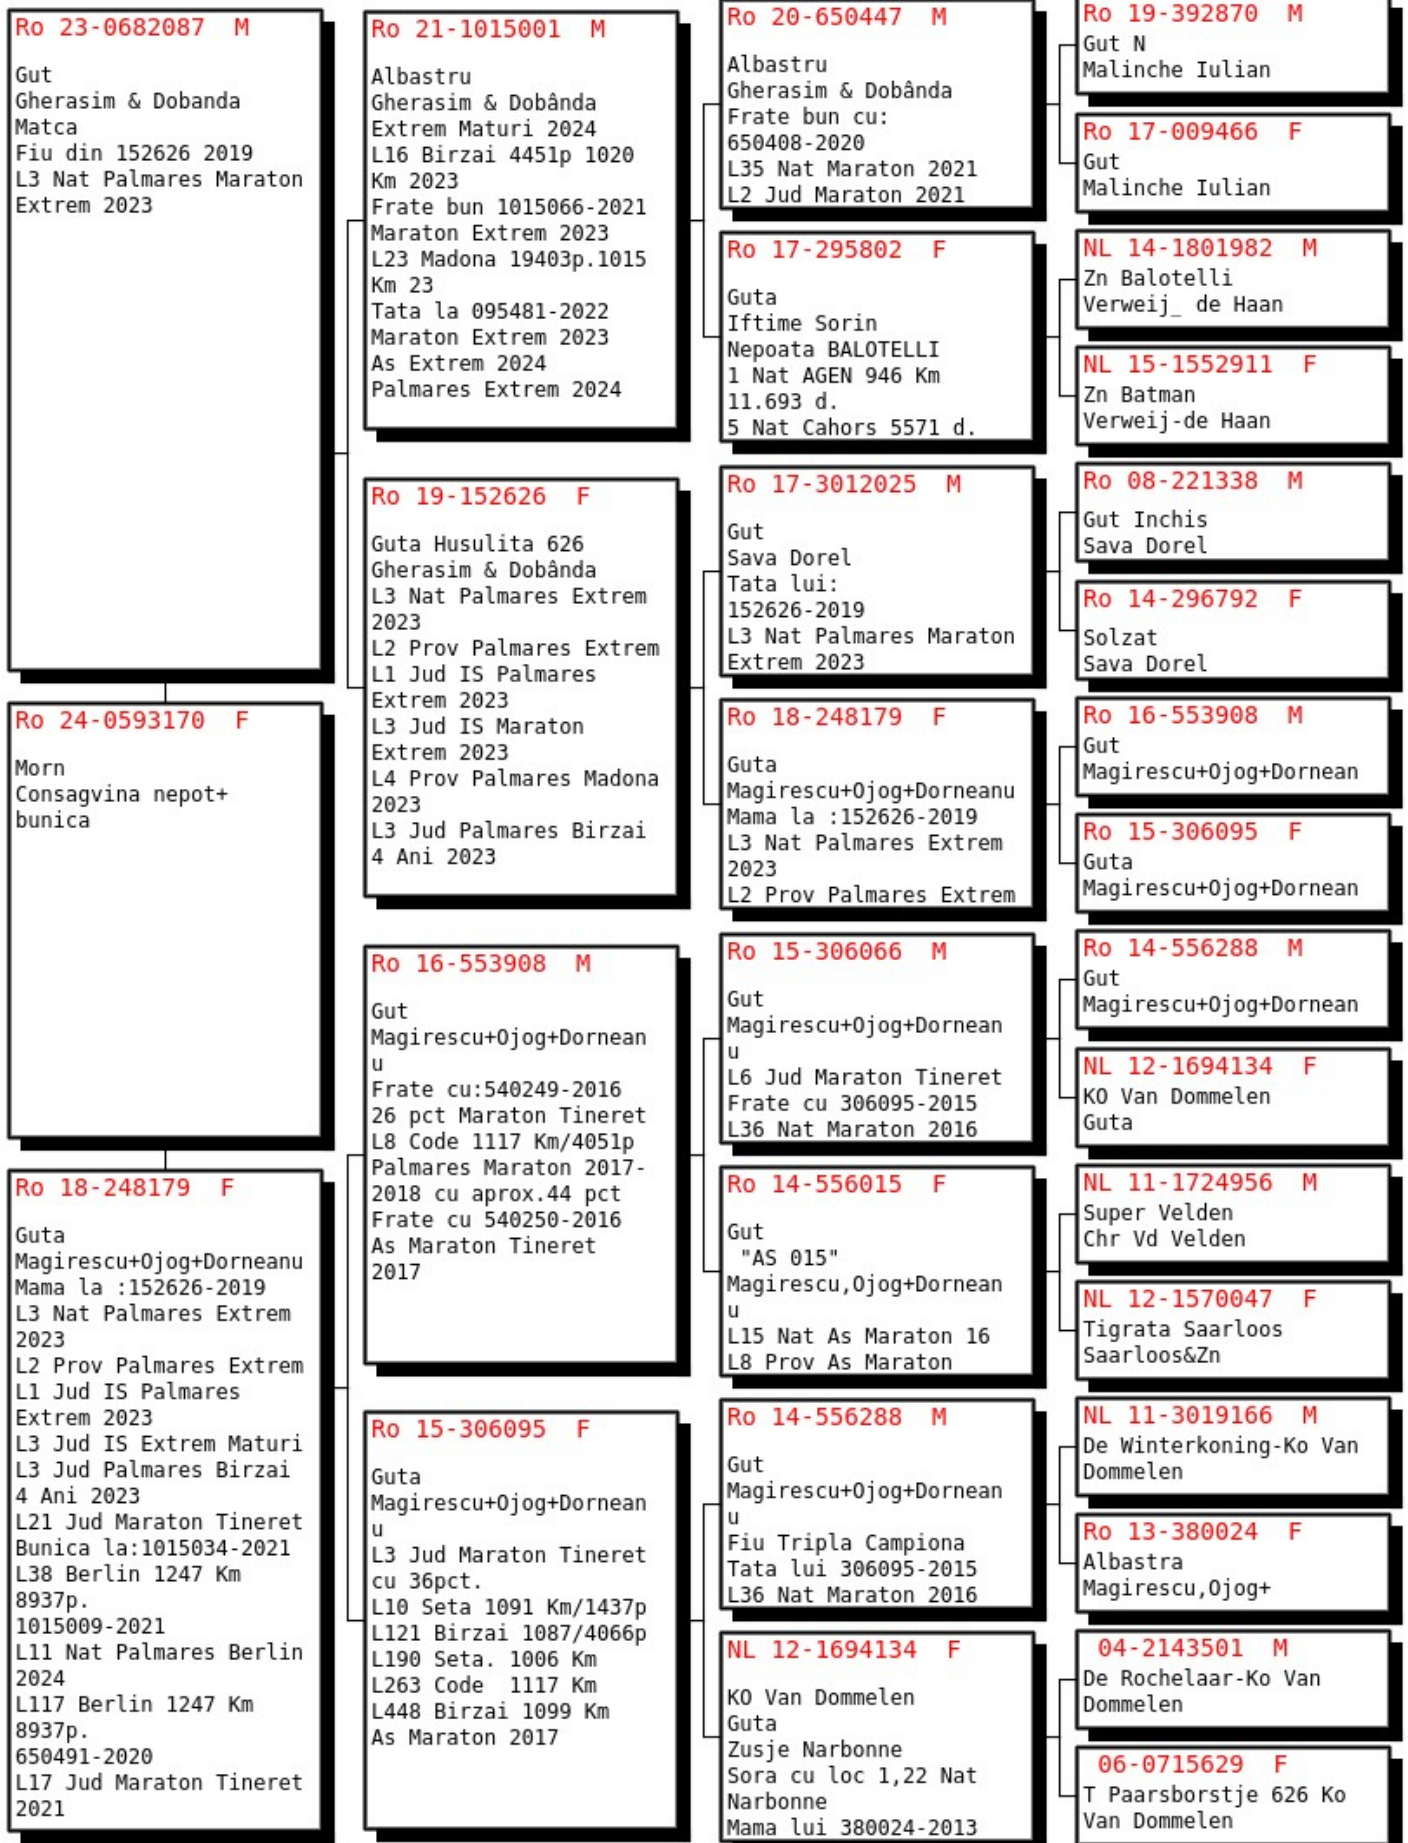 Ro 23-0682087 M
Gut
Gherasim & Dobanda
Matca
Fiu din 152626 2019
L3 Nat Palmares Maraton
Extrem 2023
Ro 24-0593170 F
Morn
Consagvina nepot+
bunica
Ro 18-248179 F
Guta
Magirescu+Ojog+Dorneanu
Mama la :152626-2019
L3 Nat Palmares Extrem
2023
L2 Prov Palmares Extrem
L1 Jud IS Palmares
Extrem 2023
L3 Jud IS Extrem Maturi
L3 Jud Palmares Birzai
4 Ani 2023
L21 Jud Maraton Tineret
Bunica la:1015034-2021
L38 Berlin 1247 Km
8937p.
1015009-2021
L11 Nat Palmares Berlin
2024
L117 Berlin 1247 Km
8937p.
650491-2020
L17 Jud Maraton Tineret
2021
Ro 21-1015001 M
Albastru
Gherasim & Dobânda
Extrem Maturi 2024
L16 Birzai 4451p 1020
Km 2023
Frate bun 1015066-2021
Maraton Extrem 2023
L23 Madona 19403p.1015
Km 23
Tata la 095481-2022
Maraton Extrem 2023
As Extrem 2024
Palmares Extrem 2024
Ro 19-152626 F
Guta Husulita 626
Gherasim & Dobânda
L3 Nat Palmares Extrem
2023
L2 Prov Palmares Extrem
L1 Jud IS Palmares
Extrem 2023
L3 Jud IS Maraton
Extrem 2023
L4 Prov Palmares Madona
2023
L3 Jud Palmares Birzai
4 Ani 2023
Ro 16-553908 M
Gut
Magirescu+Ojog+Dornean
u
Frate cu:540249-2016
26 pct Maraton Tineret
L8 Code 1117 Km/4051p
Palmares Maraton 2017-
2018 cu aprox.44 pct
Frate cu 540250-2016
As Maraton Tineret
2017
Ro 15-306095 F
Guta
Magirescu+Ojog+Dornean
u
L3 Jud Maraton Tineret
cu 36pct.
L10 Seta 1091 Km/1437p
L121 Birzai 1087/4066p
L190 Seta. 1006 Km
L263 Code 1117 Km
L448 Birzai 1099 Km
As Maraton 2017
Ro 20-650447 M
Albastru
Gherasim & Dobânda
Frate bun cu:
650408-2020
L35 Nat Maraton 2021
L2 Jud Maraton 2021
Ro 17-295802 F
Guta
Iftime Sorin
Nepoata BALOTELLI
1 Nat AGEN 946 Km
11.693 d.
5 Nat Cahors 5571 d.
Ro 17-3012025 M
Gut
Sava Dorel
Tata lui:
152626-2019
L3 Nat Palmares Maraton
Extrem 2023
Ro 18-248179 F
Guta
Magirescu+Ojog+Dorneanu
Mama la :152626-2019
L3 Nat Palmares Extrem
2023
L2 Prov Palmares Extrem
Ro 15-306066 M
Gut
Magirescu+Ojog+Dornean
u
L6 Jud Maraton Tineret
Frate cu 306095-2015
L36 Nat Maraton 2016
Ro 14-556015 F
Gut
"AS 015"
Magirescu,Ojog+Dornean
u
L15 Nat As Maraton 16
L8 Prov As Maraton
Ro 14-556288 M
Gut
Magirescu+Ojog+Dornean
u
Fiu Tripla Campiona
Tata lui 306095-2015
L36 Nat Maraton 2016
NL 12-1694134 F
KO Van Dommelen
Guta
Zusje Narbonne
Sora cu loc 1,22 Nat
Narbonne
Mama lui 380024-2013
Ro 19-392870 M
Gut N
Malinche Iulian
Ro 17-009466 F
Gut
Malinche Iulian
NL 14-1801982 M
Zn Balotelli
Verweij_ de Haan
NL 15-1552911 F
Zn Batman
Verweij-de Haan
Ro 08-221338 M
Gut Inchis
Sava Dorel
Ro 14-296792 F
Solzat
Sava Dorel
Ro 16-553908 M
Gut
Magirescu+Ojog+Dornean
Ro 15-306095 F
Guta
Magirescu+Ojog+Dornean
Ro 14-556288 M
Gut
Magirescu+Ojog+Dornean
NL 12-1694134 F
KO Van Dommelen
Guta
NL 11-1724956 M
Super Velden
Chr Vd Velden
NL 12-1570047 F
Tigrata Saarloos
Saarloos&Zn
NL 11-3019166 M
De Winterkoning-Ko Van
Dommelen
Ro 13-380024 F
Albastra
Magirescu,Ojog+
04-2143501 M
De Rochelaar-Ko Van
Dommelen
06-0715629 F
T Paarsborstje 626 Ko
Van Dommelen